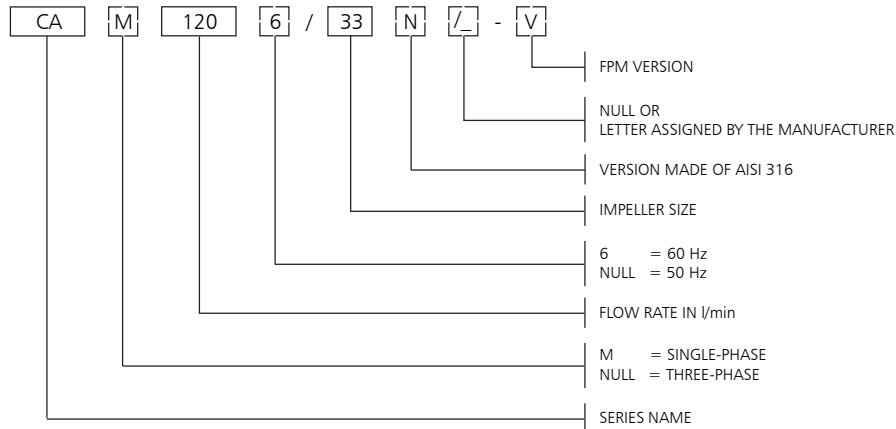 CA M 120 6 / 33 N /_ - V
FPM VERSION
NULL OR
LETTER ASSIGNED BY THE MANUFACTURER
VERSION MADE OF AISI 316
IMPELLER SIZE
6 = 60 Hz
NULL = 50 Hz
FLOW RATE IN l/min
M = SINGLE-PHASE
NULL = THREE-PHASE
SERIES NAME